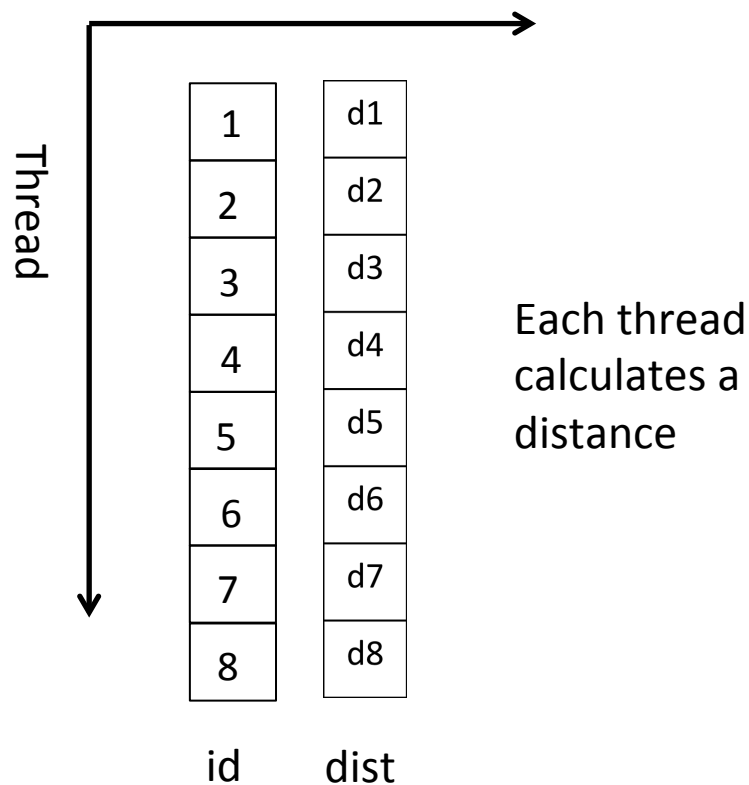 Thread
1 d1
2 d2
3 d3
4 d4
5 d5
6 d6
7 d7
8 d8
id dist
Each thread
calculates a
distance